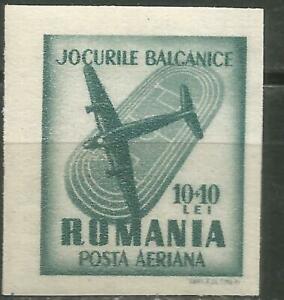 JOCURILE BALCANICE
10+10
LEI
ROMANIA
POSTA AERIANA